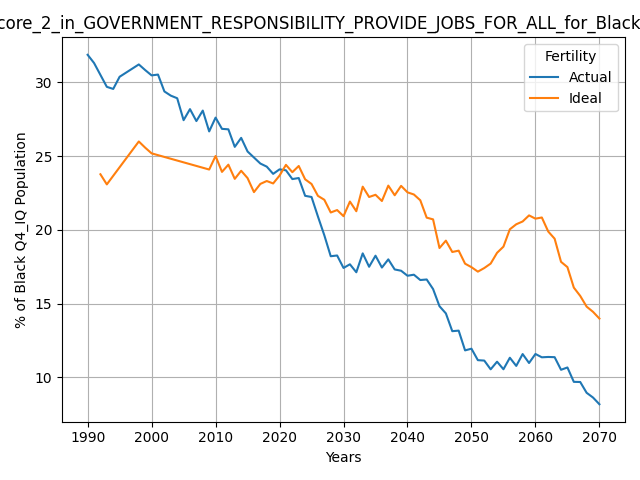 core_2_in_GOVERNMENT_RESPONSIBILITY_PROVIDE_JOBS_FOR_ALL_for_Black
Fertility
Actual
Ideal
% of Black Q4_IQ Population
30
25
20
15
10
1990 2000 2010 2020 2030 2040 2050 2060 2070
Years